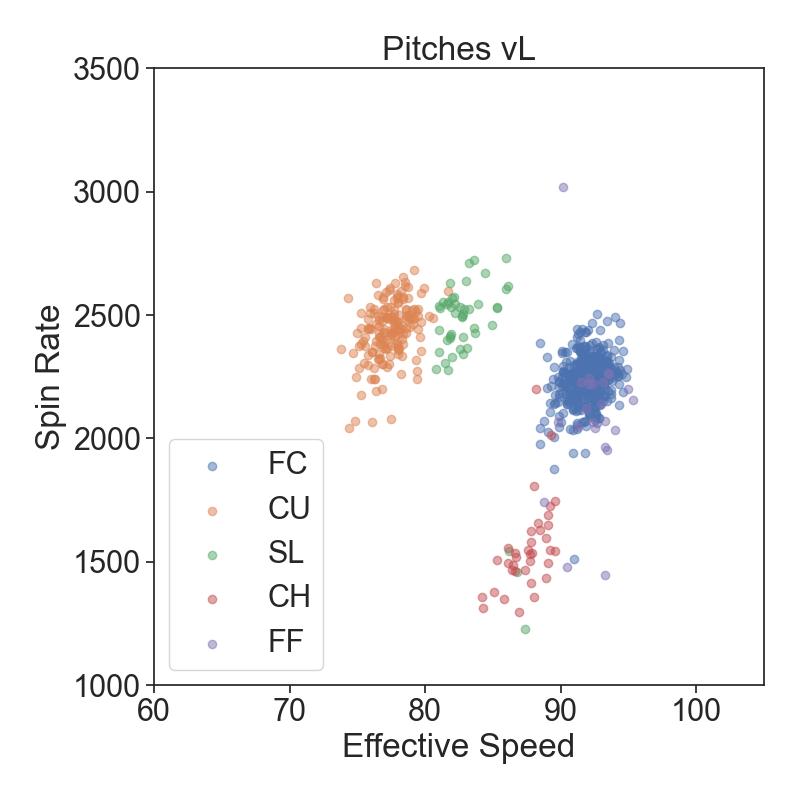 Pitches vL
3500
3000
2500
2000
1500
1000
Spin Rate
FC
CU
SL
CH
FF
60 70 80 90 100
Effective Speed